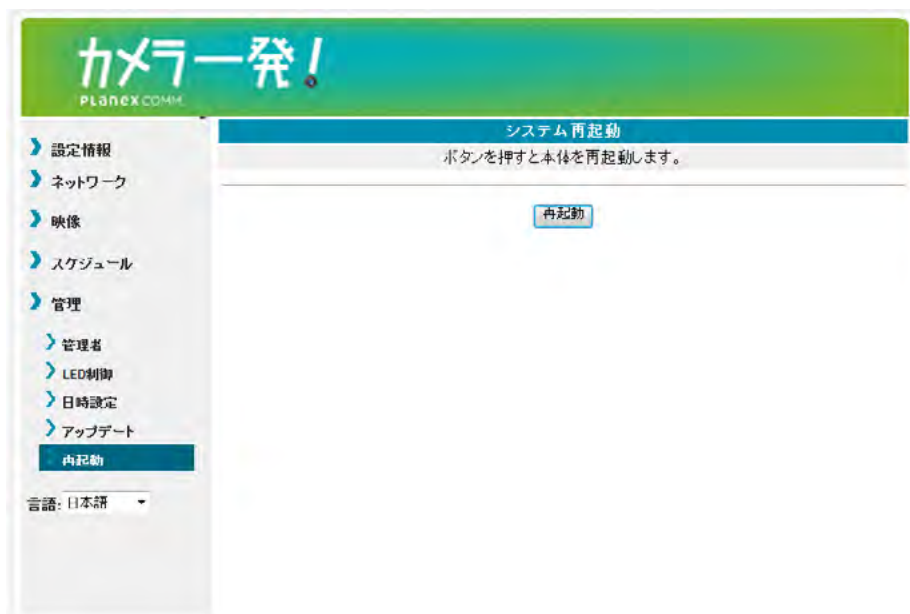 カメラ一発!
PLANEX COMM.
システム再起動
ボタンを押すと本体を再起動します。
再起動
設定情報
ネットワーク
映像
スケジュール
管理
管理者
LED制御
日時設定
アップデート
再起動
言語: 日本語